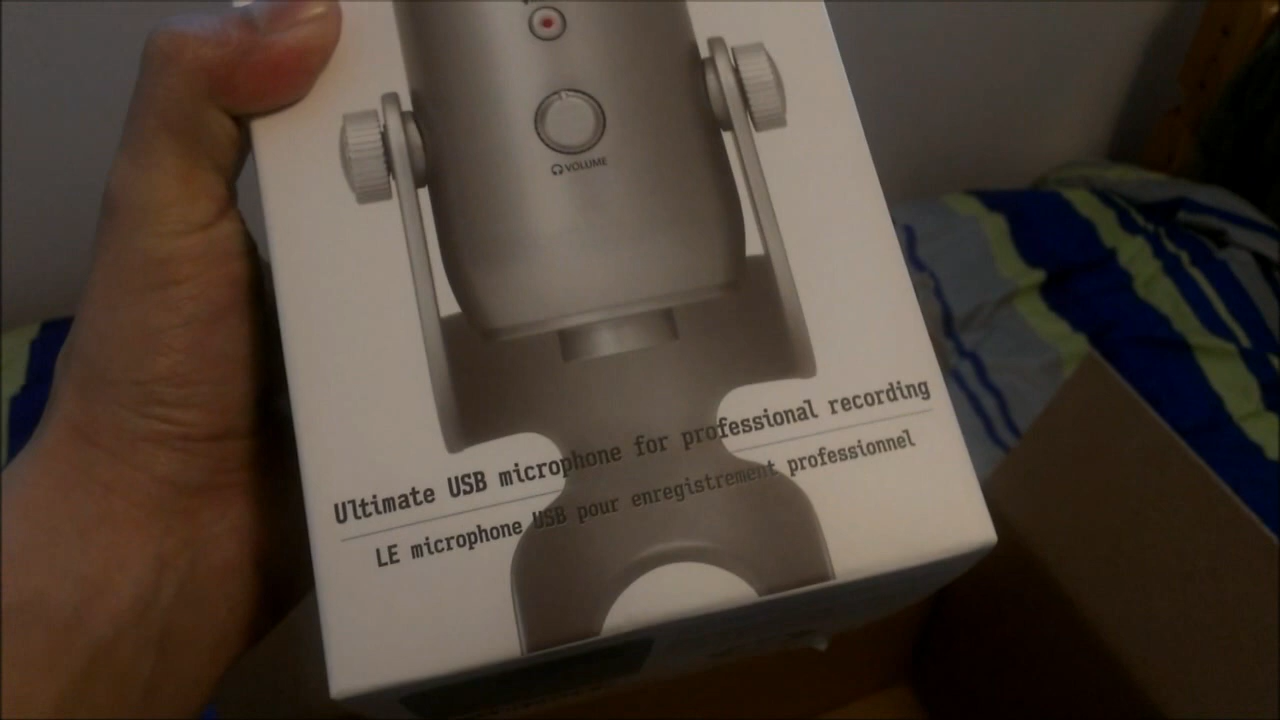 VOLUME
Ultimate USB microphone for professional recording
LE microphone USB pour enregistrement professionnel